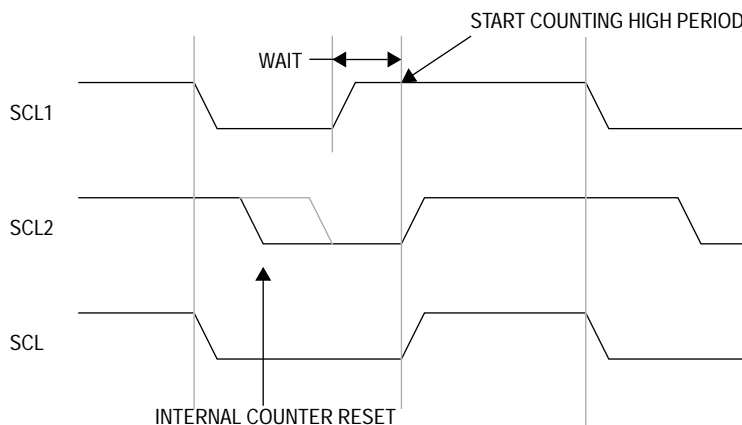 START COUNTING HIGH PERIOD
WAIT
SCL1
SCL2
SCL
INTERNAL COUNTER RESET